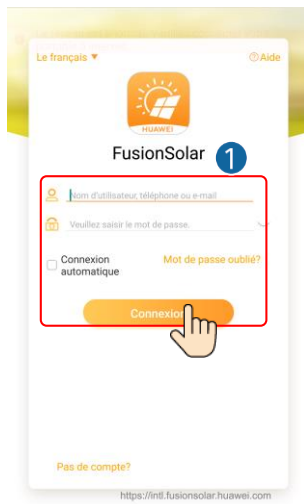 Le français ▼
Aide
HUAWEI
FusionSolar
1
Nom d'utilisateur, téléphone ou e-mail
Veuillez saisir le mot de passe.
Connexion automatique
Mot de passe oublié?
Connexion
Pas de compte?
https://intl.fusionsolar.huawei.com